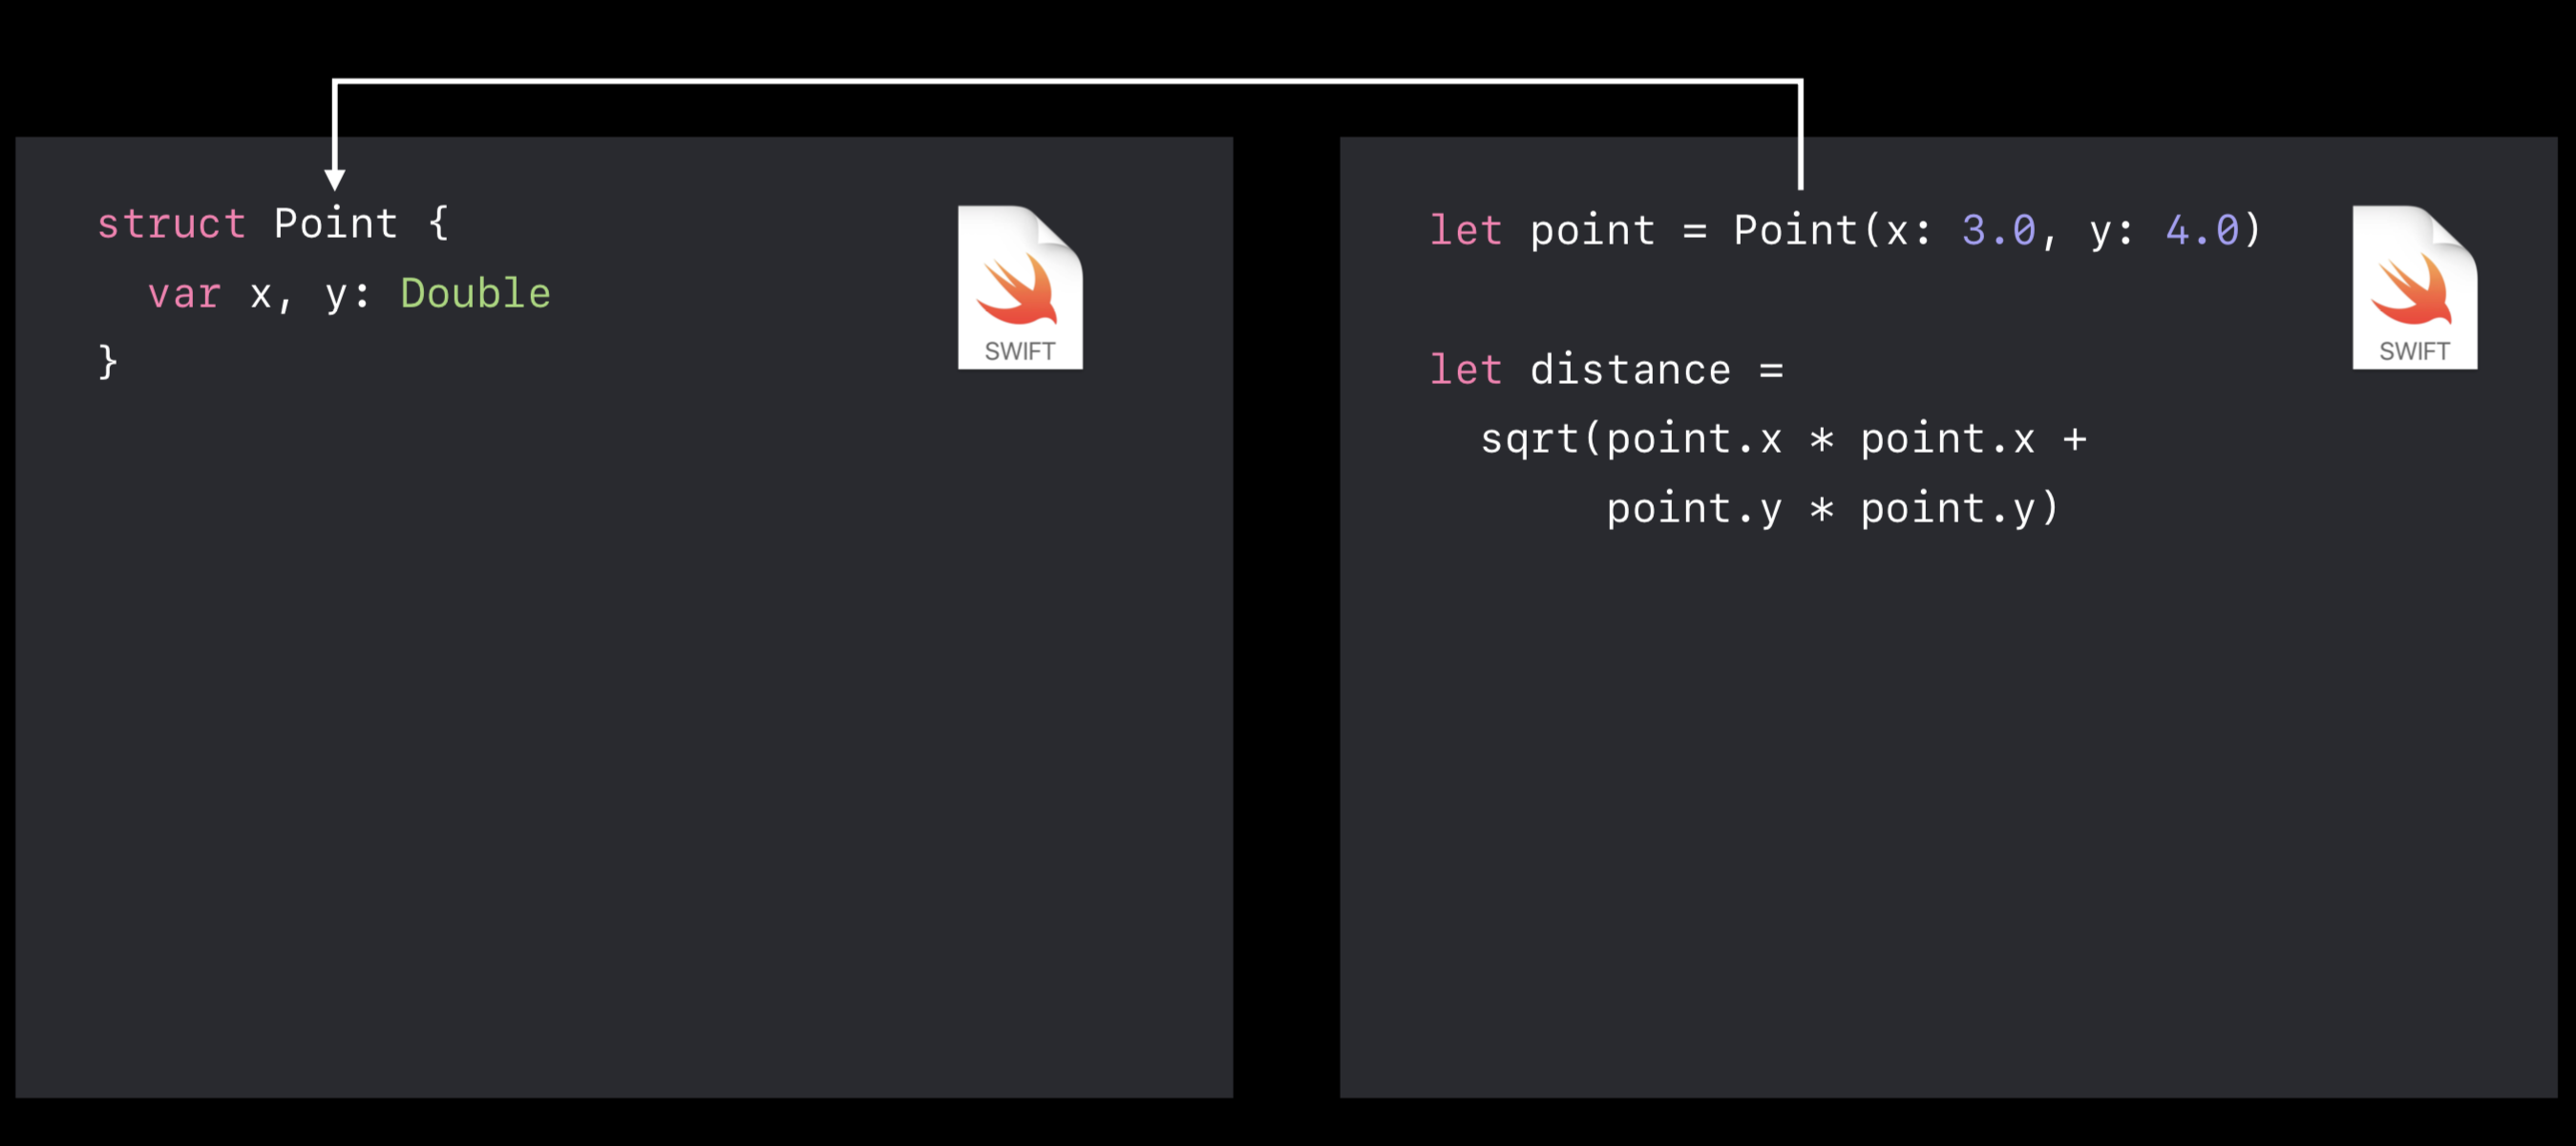 struct Point {
  var x, y: Double
}
SWIFT
let point = Point(x: 3.0, y: 4.0)
let distance =
  sqrt(point.x * point.x +
       point.y * point.y)
SWIFT